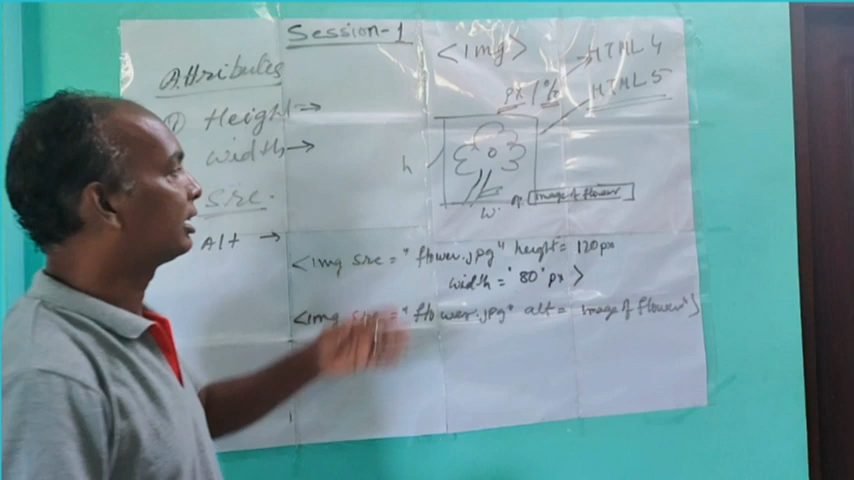 Session-1
<img>
Attributes
HTML 4
px / %
HTML 5
① Height →
width →
h
src.
w.
Image of flower
Alt →
<img src = "flower.jpg" height = 120px
width = "80" px >
<img src = "flower.jpg" alt = image of flower" >